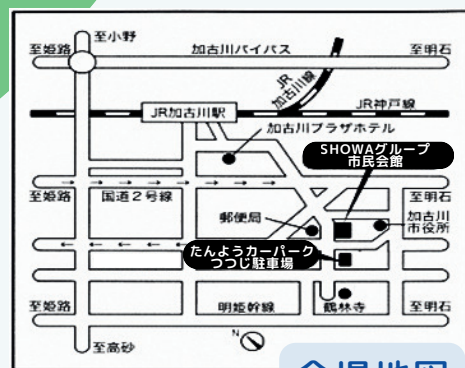 至小野
至姫路
加古川バイパス
至明石
JR
加古川線
JR加古川駅
JR神戸線
加古川プラザホテル
SHOWAグループ
市民会館
至姫路
国道2号線
至明石
郵便局
加古川
市役所
たんようカーパーク
つつじ駐車場
至姫路
明姫幹線
鶴林寺
至明石
N
至高砂
会場地図